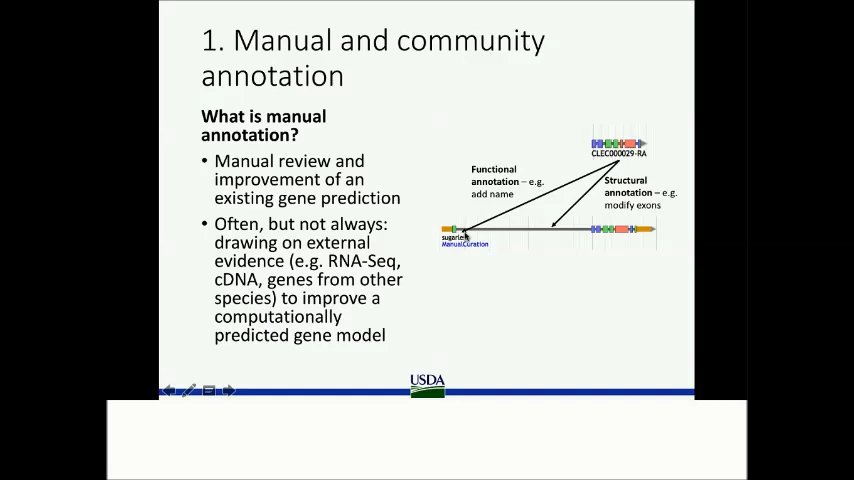 1. Manual and community
annotation
What is manual
annotation?
• Manual review and
improvement of an
existing gene prediction
• Often, but not always:
drawing on external
evidence (e.g. RNA-Seq,
cDNA, genes from other
species) to improve a
computationally
predicted gene model
CLEC000029-RA
Functional
annotation – e.g.
add name
Structural
annotation – e.g.
modify exons
ManualCuration
USDA